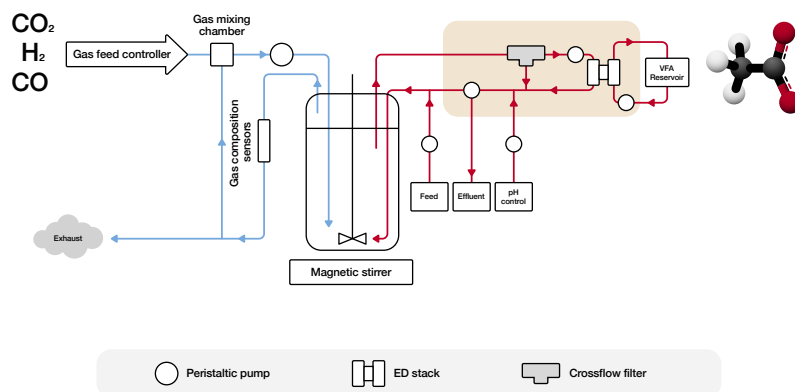 CO₂
H₂
CO
Gas feed controller
Gas mixing
chamber
Gas composition
sensors
Exhaust
VFA
Reservoir
Feed
Effluent
pH
control
Magnetic stirrer
Peristaltic pump
ED stack
Crossflow filter